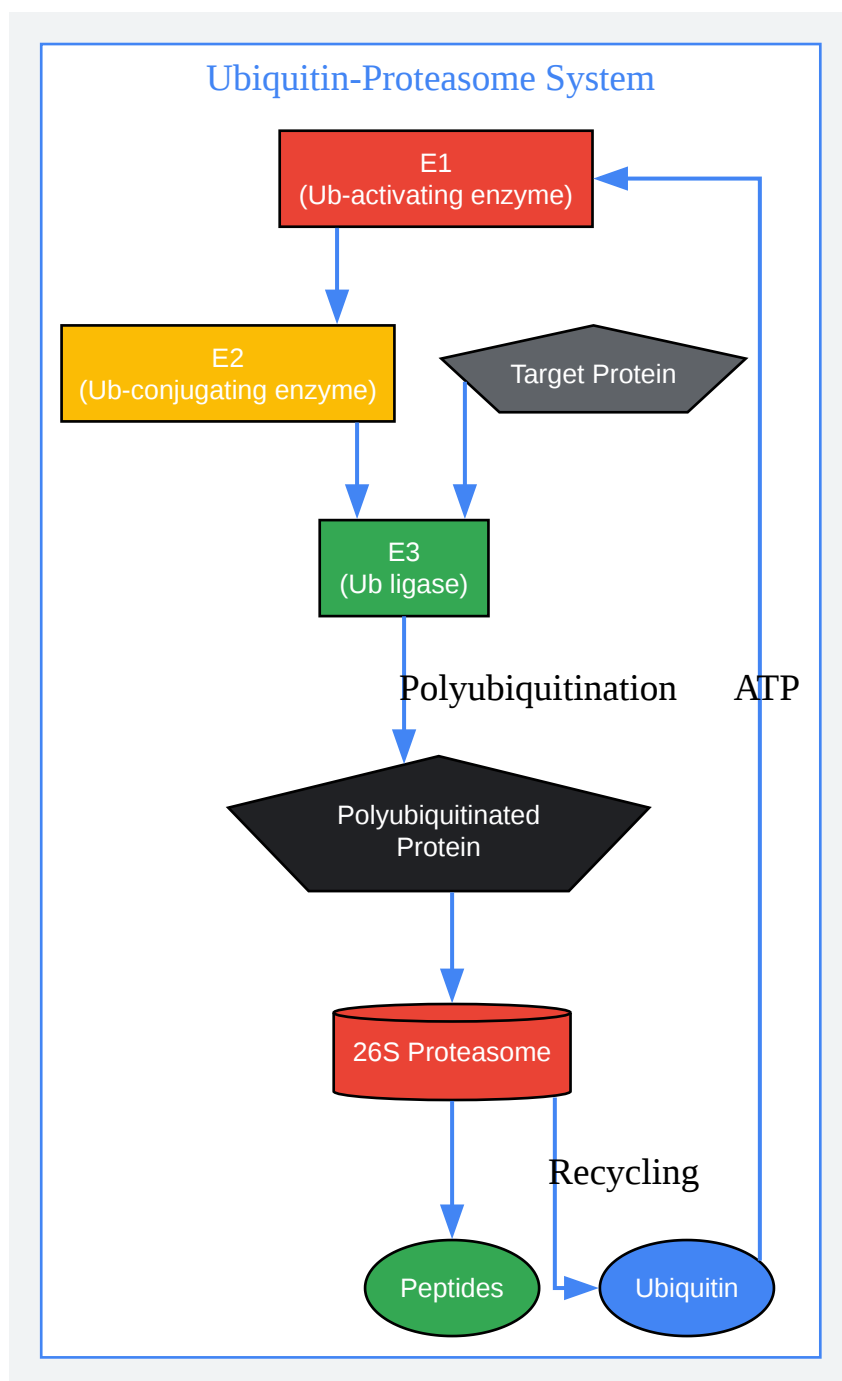 Ubiquitin-Proteasome System
E1
(Ub-activating enzyme)
E2
(Ub-conjugating enzyme)
Target Protein
E3
(Ub ligase)
Polyubiquitination
ATP
Polyubiquitinated
Protein
26S Proteasome
Recycling
Peptides
Ubiquitin